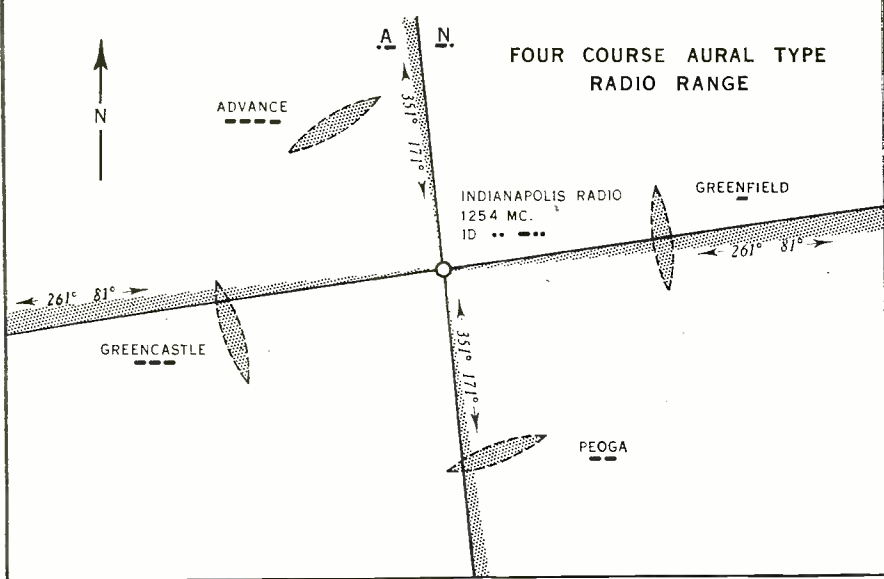 A N
FOUR COURSE AURAL TYPE
RADIO RANGE
N
ADVANCE
351° 171°
INDIANAPOLIS RADIO
1254 MC.
ID •• —••
GREENFIELD
261° 81°
261° 81°
GREENCASTLE
351° 171°
PEOGA